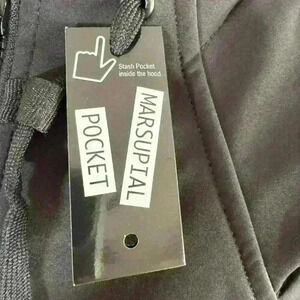 Stash Pocket
inside the hood
MARSUPIAL
POCKET